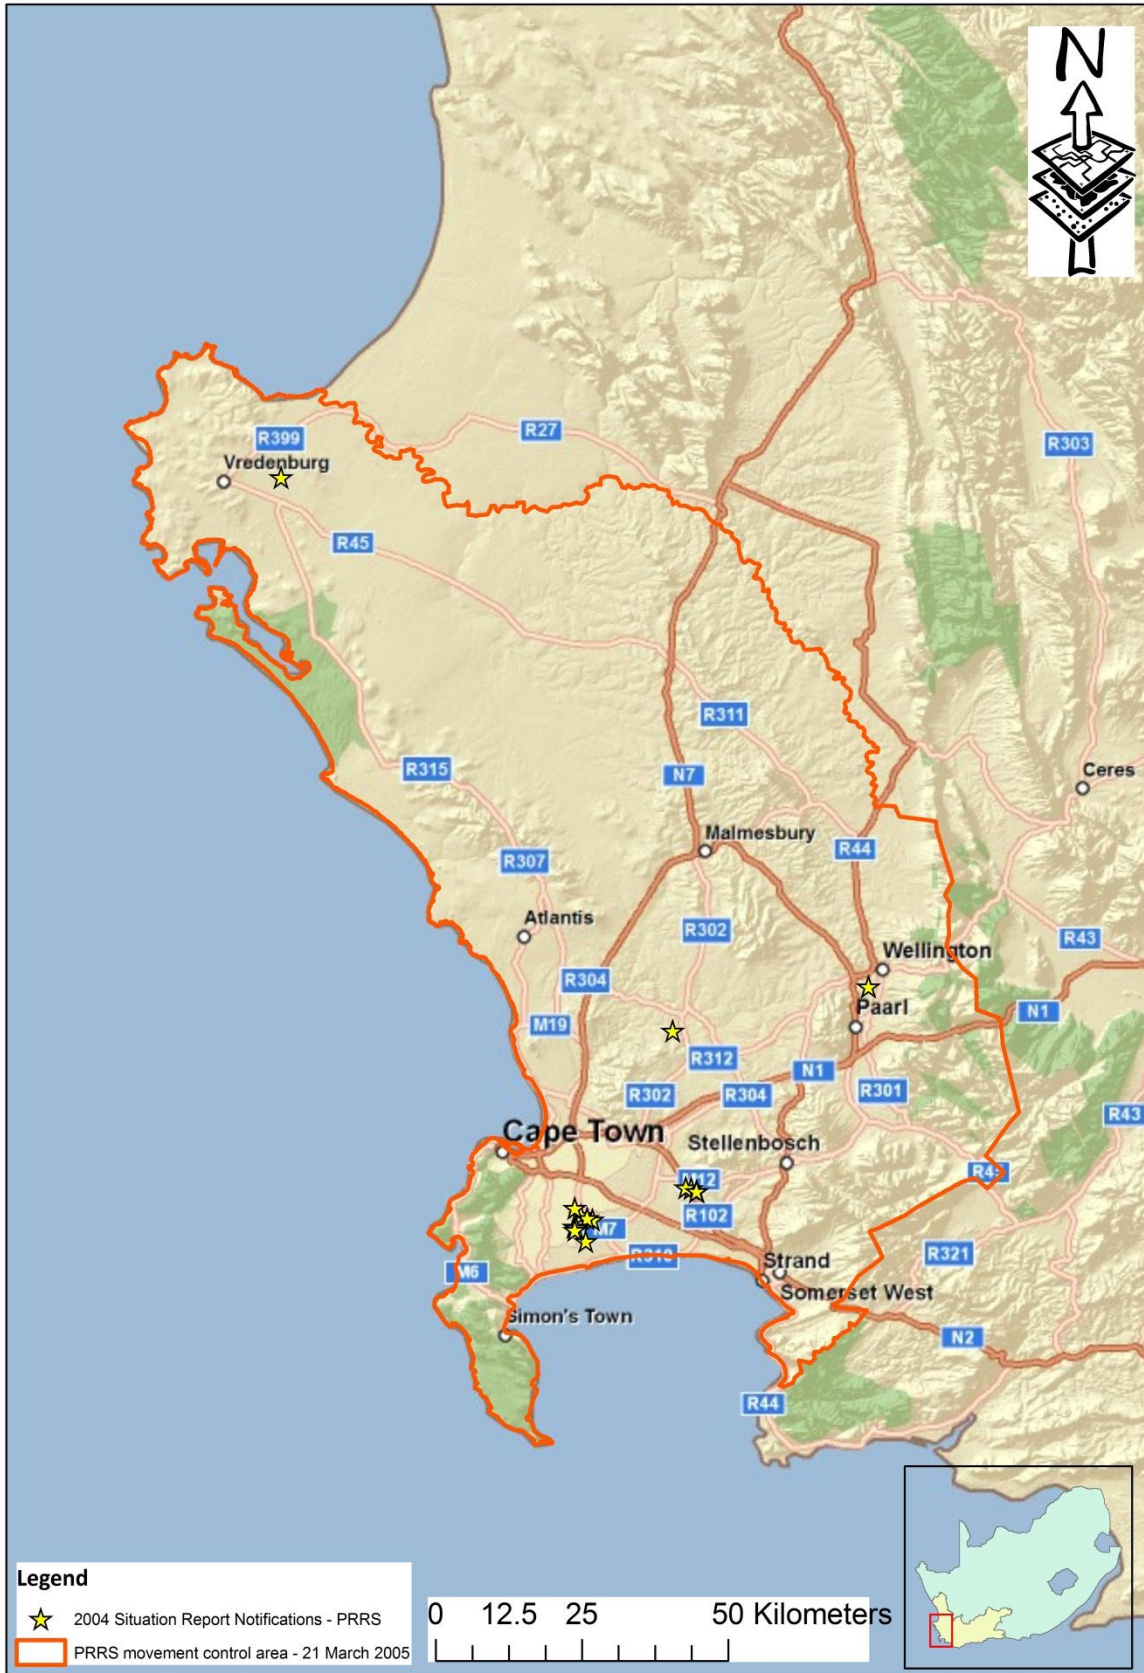 N
R303
R27
R399
Vredenburg
R45
R311
R315
N7
Ceres
Malmesbury
R44
R307
Atlantis
R302
R43
Wellington
R304
Paarl
N1
M19
R312
N1
R302
R304
R301
R43
Cape Town
Stellenbosch
R45
M12
R102
M7
R310
R321
Strand
M6
Somerset West
Simon's Town
N2
R44
Legend
2004 Situation Report Notifications - PRRS
PRRS movement control area - 21 March 2005
0 12.5 25 50 Kilometers